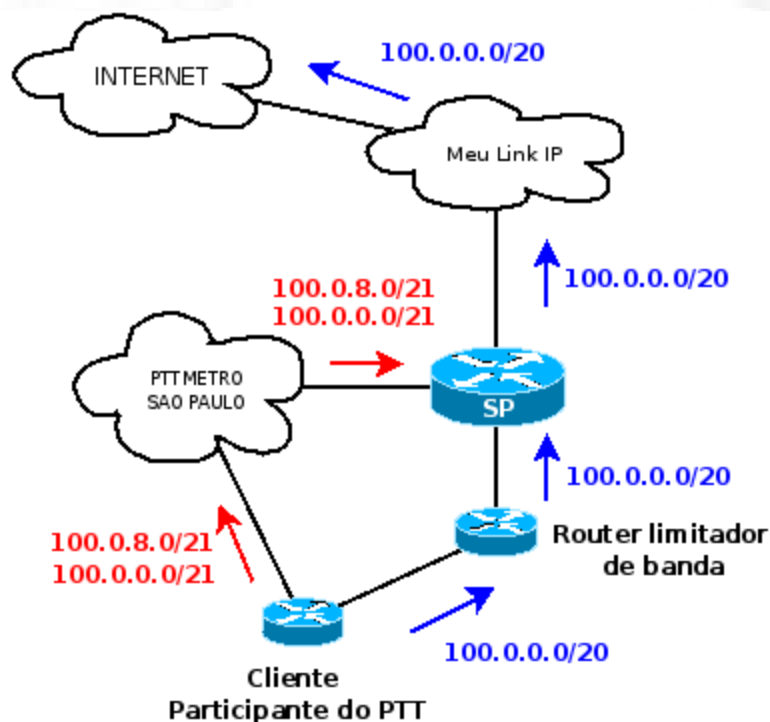 100.0.0.0/20
INTERNET
Meu Link IP
100.0.0.0/20
100.0.8.0/21
100.0.0.0/21
PTTMETRO
SAO PAULO
SP
100.0.0.0/20
100.0.8.0/21
100.0.0.0/21
Router limitador
de banda
100.0.0.0/20
Cliente
Participante do PTT